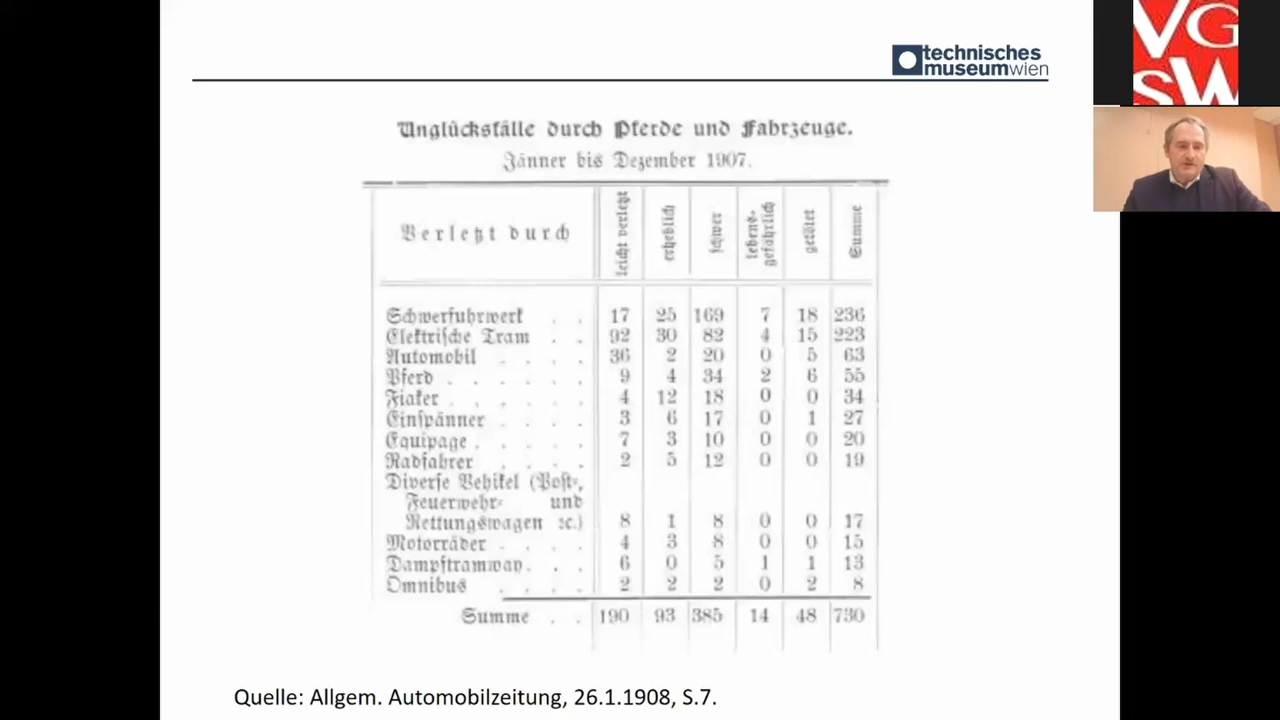 technisches
museumwien
VG
SW
Unglücksfälle durch Pferde und Fahrzeuge.
Jänner bis Dezember 1907.
Verletzt durch leicht verletzt erheblich schwer lebens-gefährlich getötet Summe
Schwerfuhrwerk . . 17 25 169 7 18 236
Elektrische Tram . . 92 30 82 4 15 223
Automobil . . . . 36 2 20 0 5 63
Pferd . . . . . . 9 4 34 2 6 55
Fiaker . . . . . 4 12 18 0 0 34
Einspänner . . . . 3 6 17 0 1 27
Equipage . . . . . 7 3 10 0 0 20
Radfahrer . . . . 2 5 12 0 0 19
Diverse Vehikel (Post-,
Feuerwehr- und
Rettungswagen ꝛc.) 8 1 8 0 0 17
Motorräder . . . . 4 3 8 0 0 15
Dampftramway . . . 6 0 5 1 1 13
Omnibus . . . . 2 2 2 0 2 8
Summe . . 190 93 385 14 48 730
Quelle: Allgem. Automobilzeitung, 26.1.1908, S.7.